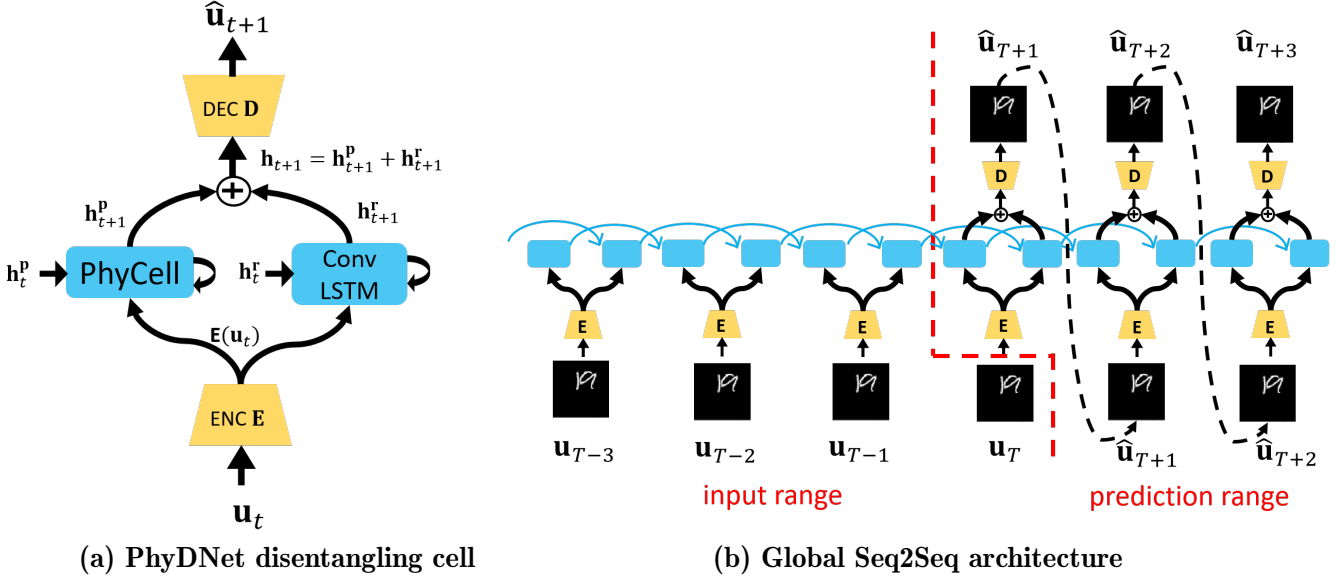 û_{t+1}
DEC D
h_{t+1} = h^p_{t+1} + h^r_{t+1}
h^p_{t+1}
h^r_{t+1}
h^p_t
PhyCell
h^r_t
Conv
LSTM
E(u_t)
ENC E
u_t
(a) PhyDNet disentangling cell
û_{T+1} û_{T+2} û_{T+3}
D D D
E E E E E E
u_{T−3} u_{T−2} u_{T−1} u_T û_{T+1} û_{T+2}
input range prediction range
(b) Global Seq2Seq architecture